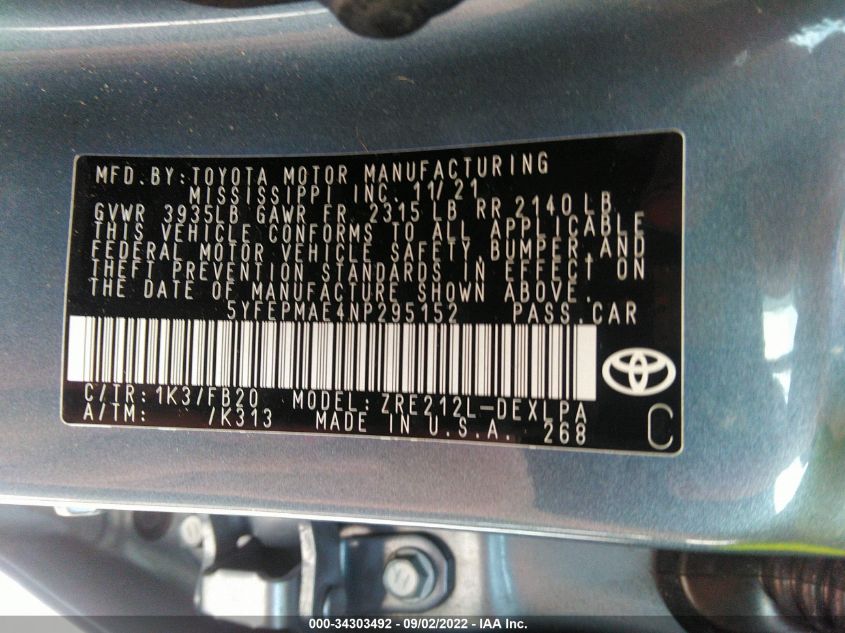 MFD. BY: TOYOTA MOTOR MANUFACTURING
MISSISSIPPI INC. 11/21
GVWR 3935LB GAWR FR. 2315 LB RR 2140 LB
THIS VEHICLE CONFORMS TO ALL APPLICABLE
FEDERAL MOTOR VEHICLE SAFETY, BUMPER, AND
THEFT PREVENTION STANDARDS IN EFFECT ON
THE DATE OF MANUFACTURE SHOWN ABOVE.
5YFEPMAE4NP295152 PASS. CAR
C/TR: 1K37FB20 MODEL: ZRE212L-DEXLPA
A/TM: /K313 MADE IN U.S.A. 268
C
000-34303492 - 09/02/2022 - IAA Inc.